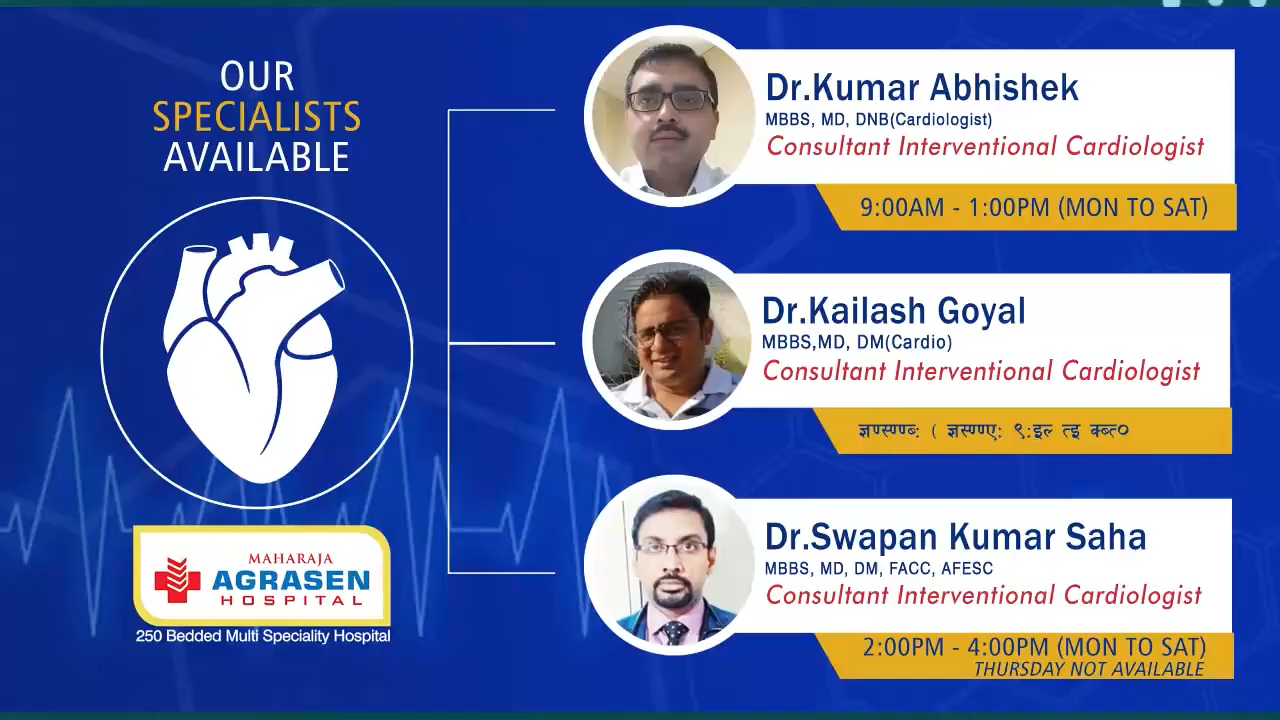 OUR
SPECIALISTS
AVAILABLE
MAHARAJA
AGRASEN
HOSPITAL
250 Bedded Multi Speciality Hospital
Dr.Kumar Abhishek
MBBS, MD, DNB(Cardiologist)
Consultant Interventional Cardiologist
9:00AM - 1:00PM (MON TO SAT)
Dr.Kailash Goyal
MBBS,MD, DM(Cardio)
Consultant Interventional Cardiologist
Dr.Swapan Kumar Saha
MBBS, MD, DM, FACC, AFESC
Consultant Interventional Cardiologist
2:00PM - 4:00PM (MON TO SAT)
THURSDAY NOT AVAILABLE